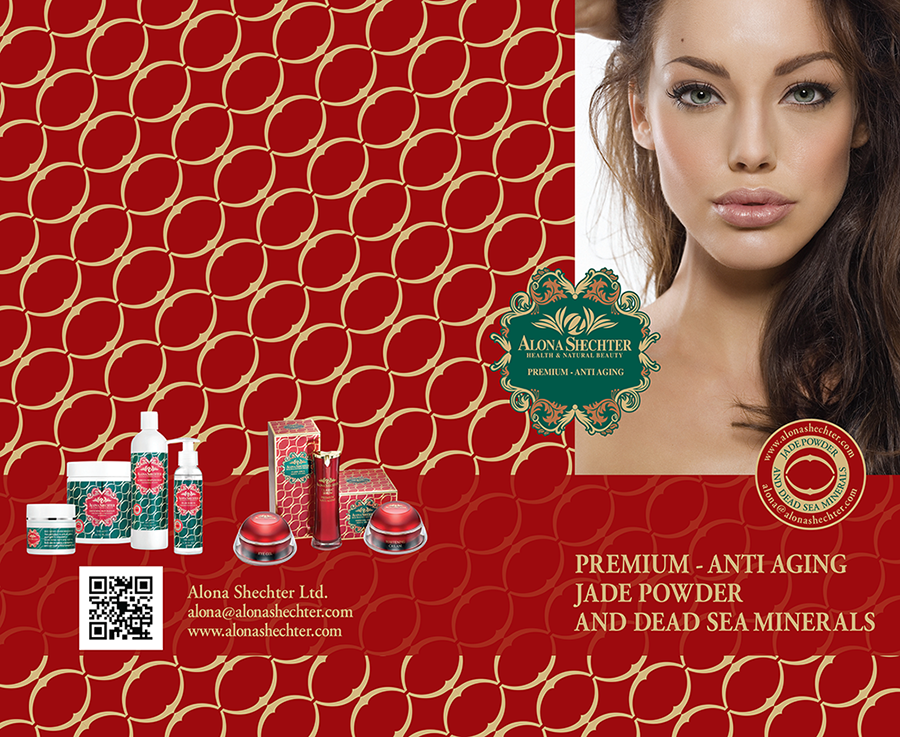 ALONA SHECHTER
HEALTH & NATURAL BEAUTY
PREMIUM - ANTI AGING
www.alonashechter.com
JADE POWDER
AND DEAD SEA MINERALS
alona@alonashechter.com
PREMIUM - ANTI AGING
JADE POWDER
AND DEAD SEA MINERALS
Alona Shechter Ltd.
alona@alonashechter.com
www.alonashechter.com